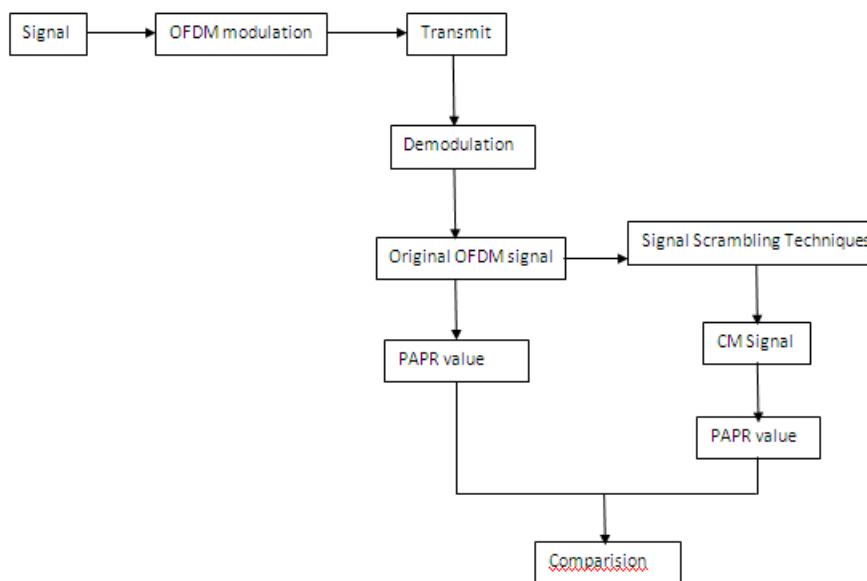 Signal
OFDM modulation
Transmit
Demodulation
Original OFDM signal
Signal Scrambling Techniques
PAPR value
CM Signal
PAPR value
Comparision